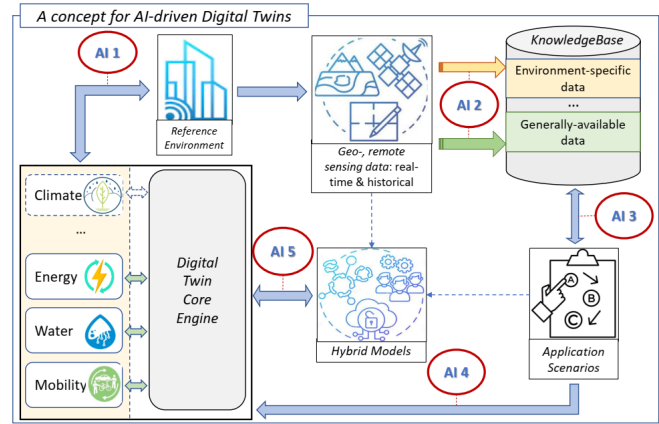 A concept for AI-driven Digital Twins
AI 1
Reference
Environment
Geo-, remote
sensing data: real-
time & historical
AI 2
KnowledgeBase
Environment-specific
data
...
Generally-available
data
AI 3
Climate
...
Energy
Water
Mobility
Digital
Twin
Core
Engine
AI 5
Hybrid Models
A
B
C
Application
Scenarios
AI 4